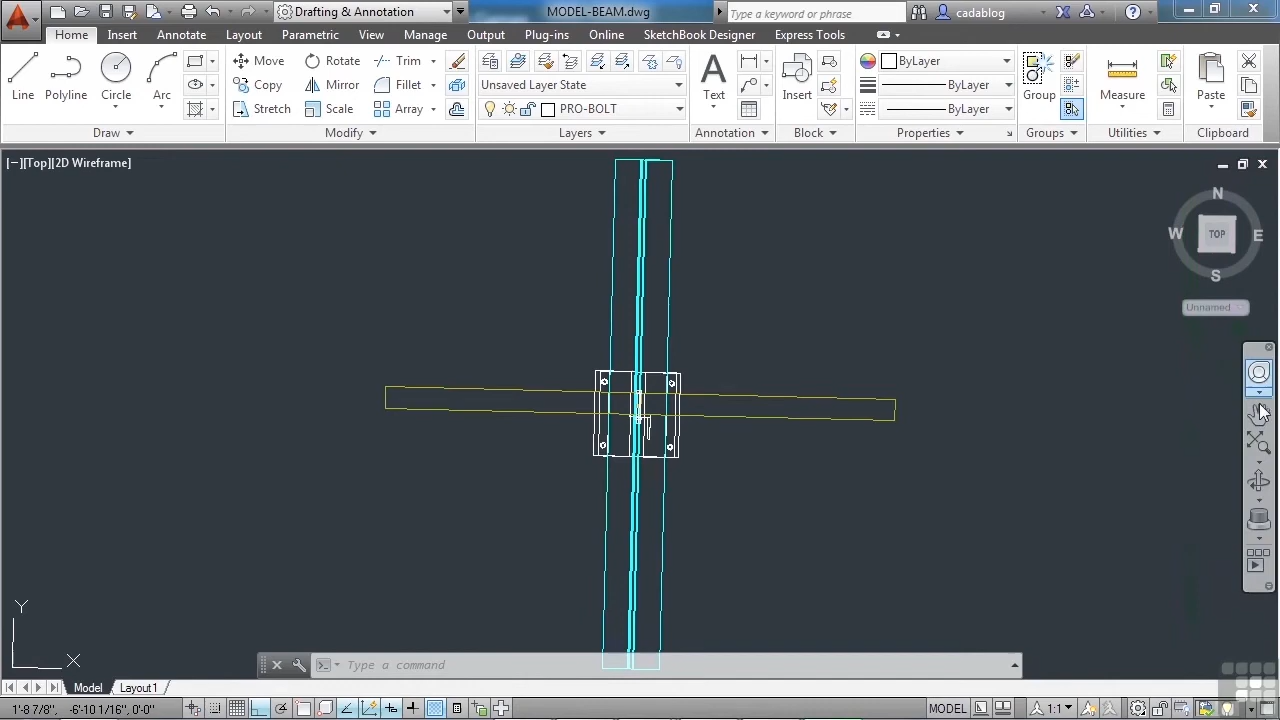 Drafting & Annotation
MODEL-BEAM.dwg
Type a keyword or phrase
cadablog
Home Insert Annotate Layout Parametric View Manage Output Plug-ins Online SketchBook Designer Express Tools
Line Polyline Circle Arc
Move Rotate Trim
Copy Mirror Fillet
Stretch Scale Array
Unsaved Layer State
PRO-BOLT
Text
Insert
ByLayer
ByLayer
ByLayer
Group
Measure
Paste
Draw Modify Layers Annotation Block Properties Groups Utilities Clipboard
[−][Top][2D Wireframe]
N
W TOP E
S
Unnamed
Y
X
Type a command
Model Layout1
1'-8 7/8", -6'-10 1/16", 0'-0" MODEL 1:1